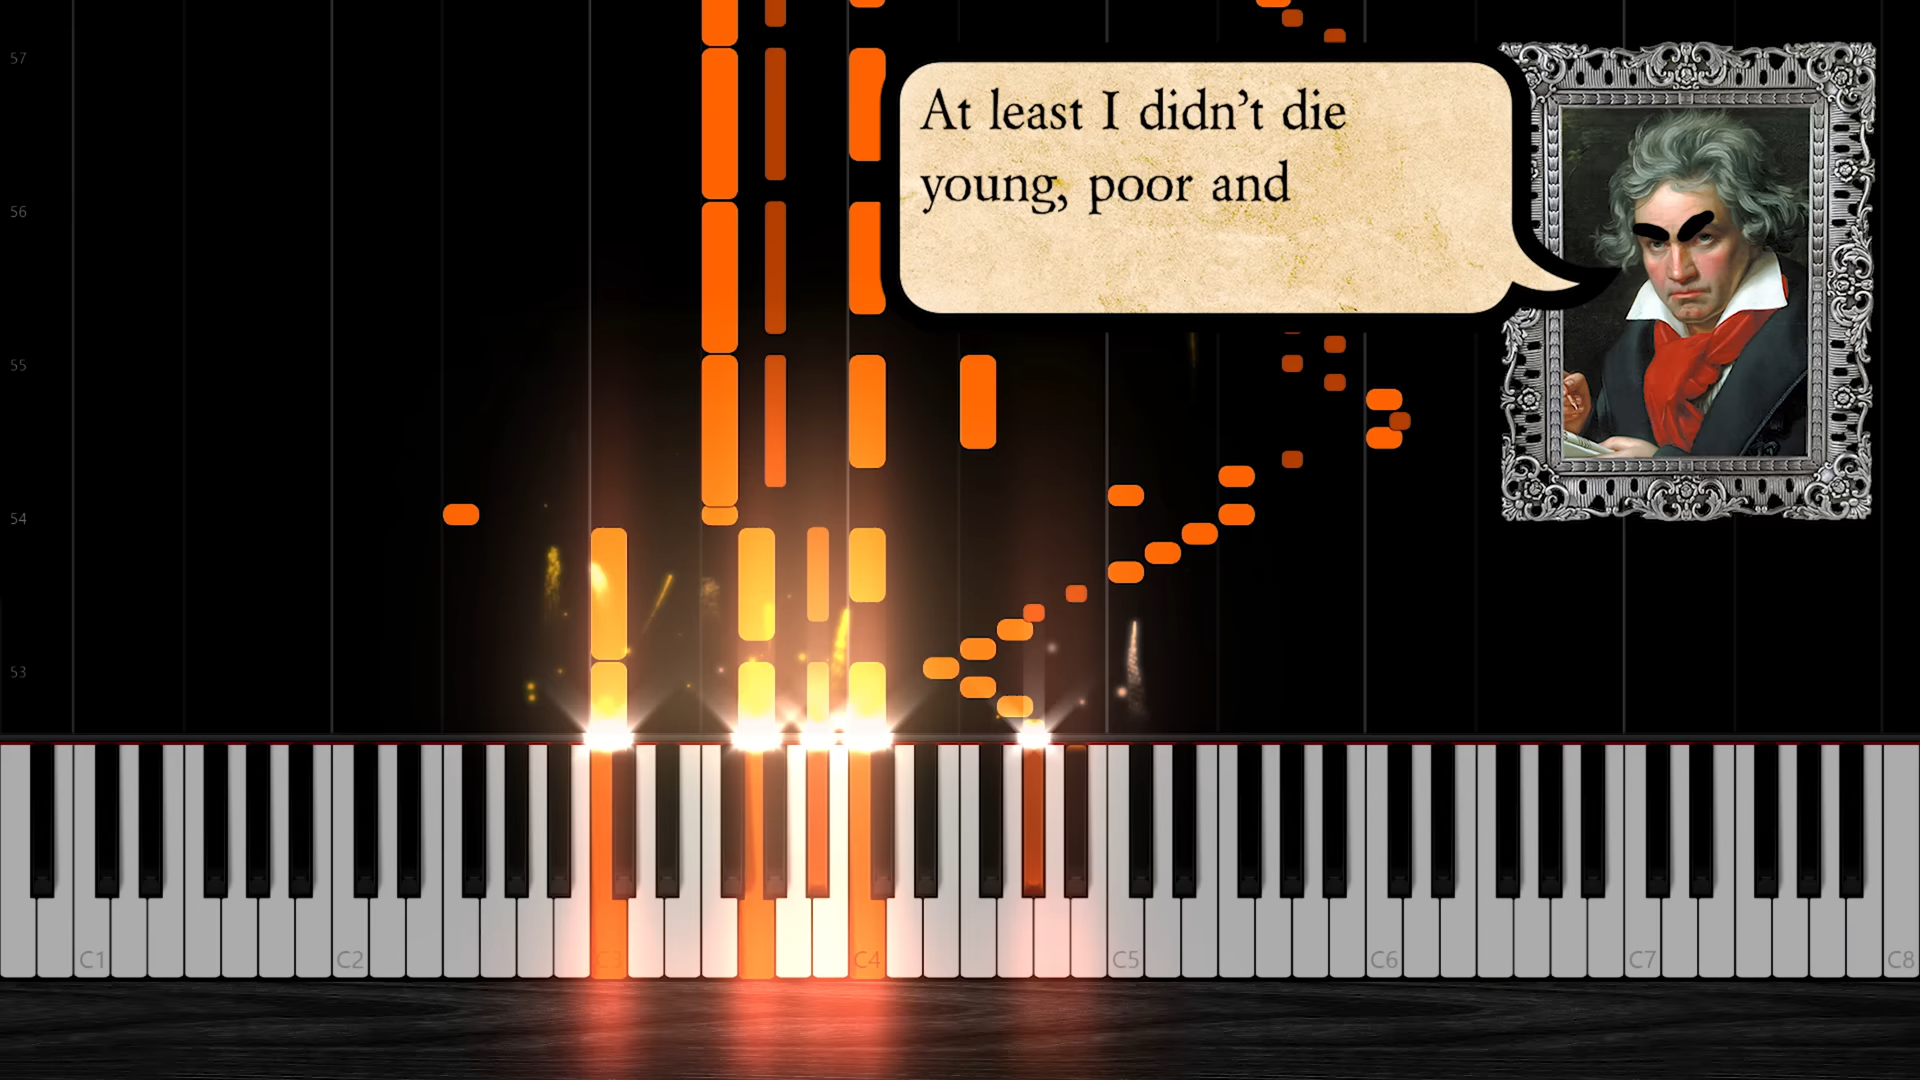 57
At least I didn’t die
young, poor and
56
55
54
53
C1
C2
C3
C4
C5
C6
C7
C8